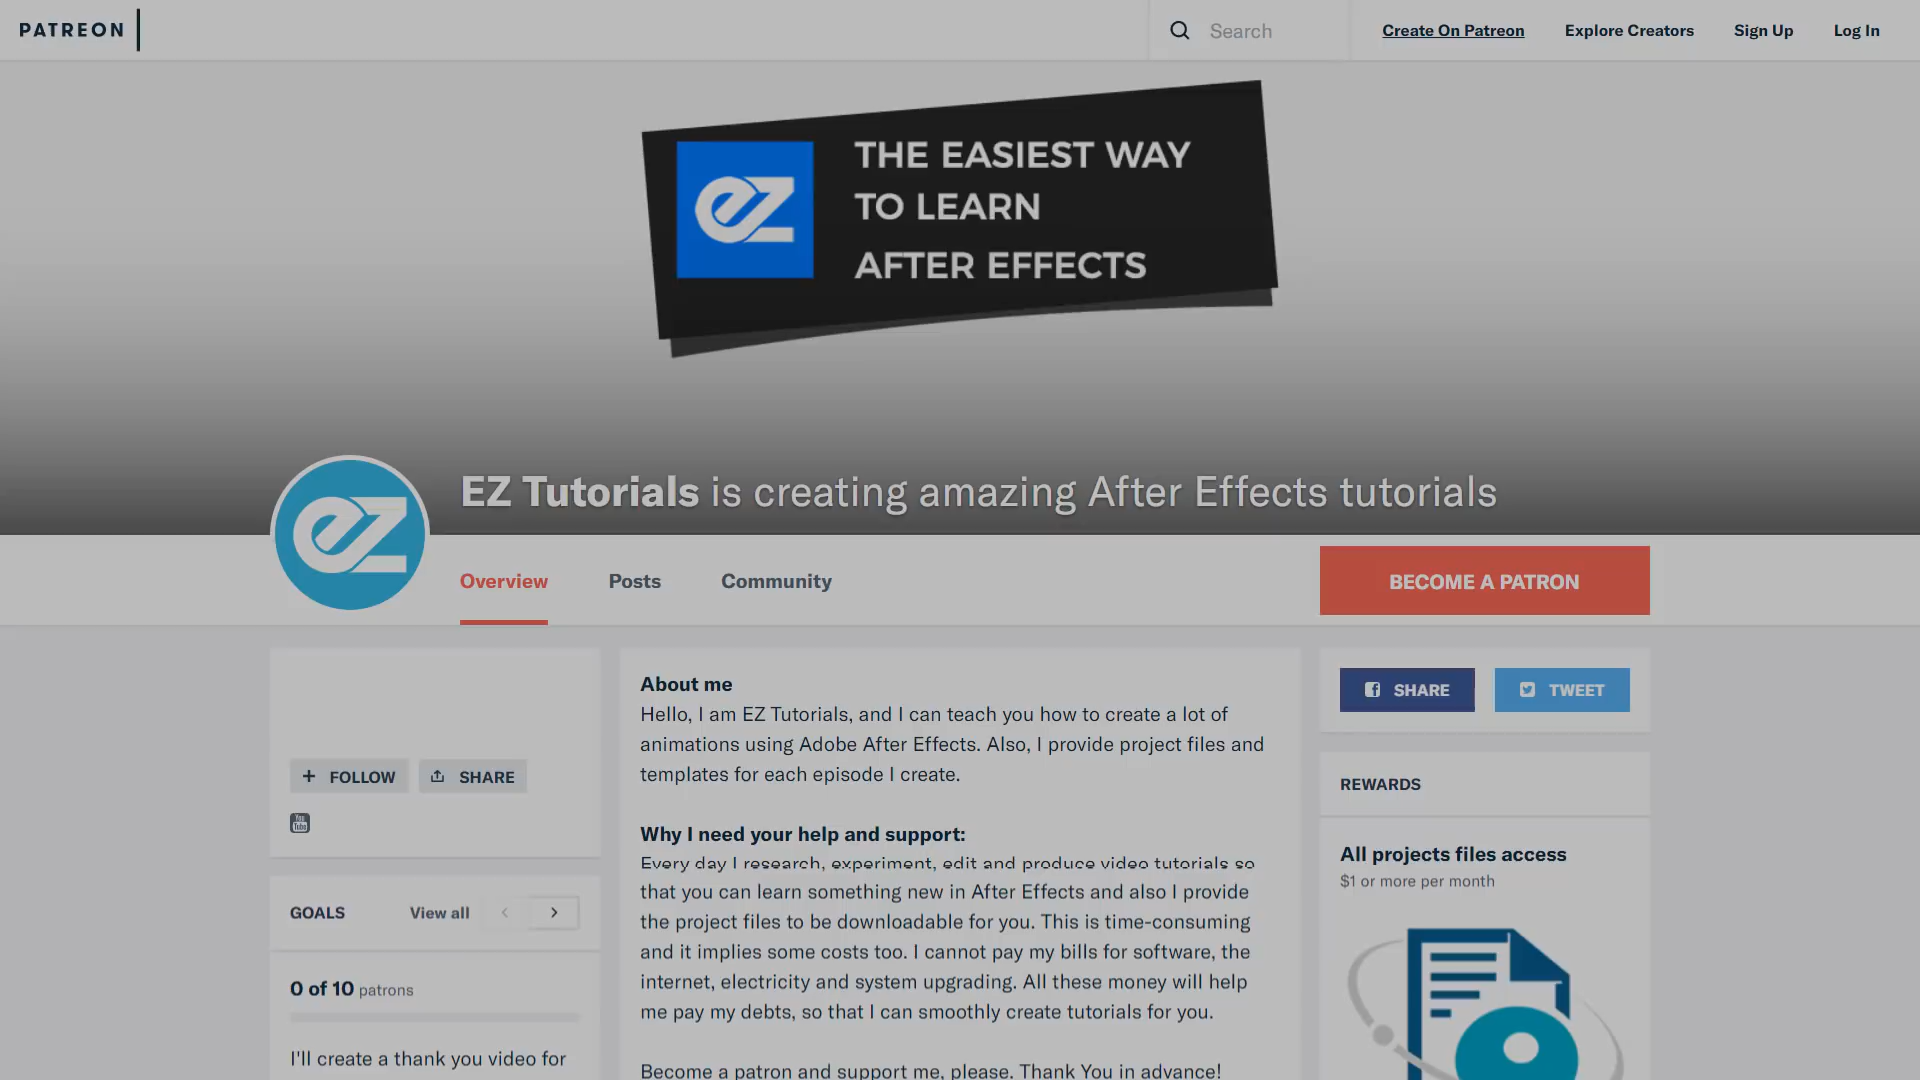 PATREON
Search
Create On Patreon
Explore Creators
Sign Up
Log In
ez
THE EASIEST WAY
TO LEARN
AFTER EFFECTS
ez
EZ Tutorials is creating amazing After Effects tutorials
Overview
Posts
Community
BECOME A PATRON
+ FOLLOW
SHARE
You Tube
GOALS
View all
0 of 10 patrons
I'll create a thank you video for
About me
Hello, I am EZ Tutorials, and I can teach you how to create a lot of
animations using Adobe After Effects. Also, I provide project files and
templates for each episode I create.
Why I need your help and support:
Every day I research, experiment, edit and produce video tutorials so
that you can learn something new in After Effects and also I provide
the project files to be downloadable for you. This is time-consuming
and it implies some costs too. I cannot pay my bills for software, the
internet, electricity and system upgrading. All these money will help
me pay my debts, so that I can smoothly create tutorials for you.
Become a patron and support me, please. Thank You in advance!
SHARE
TWEET
REWARDS
All projects files access
$1 or more per month